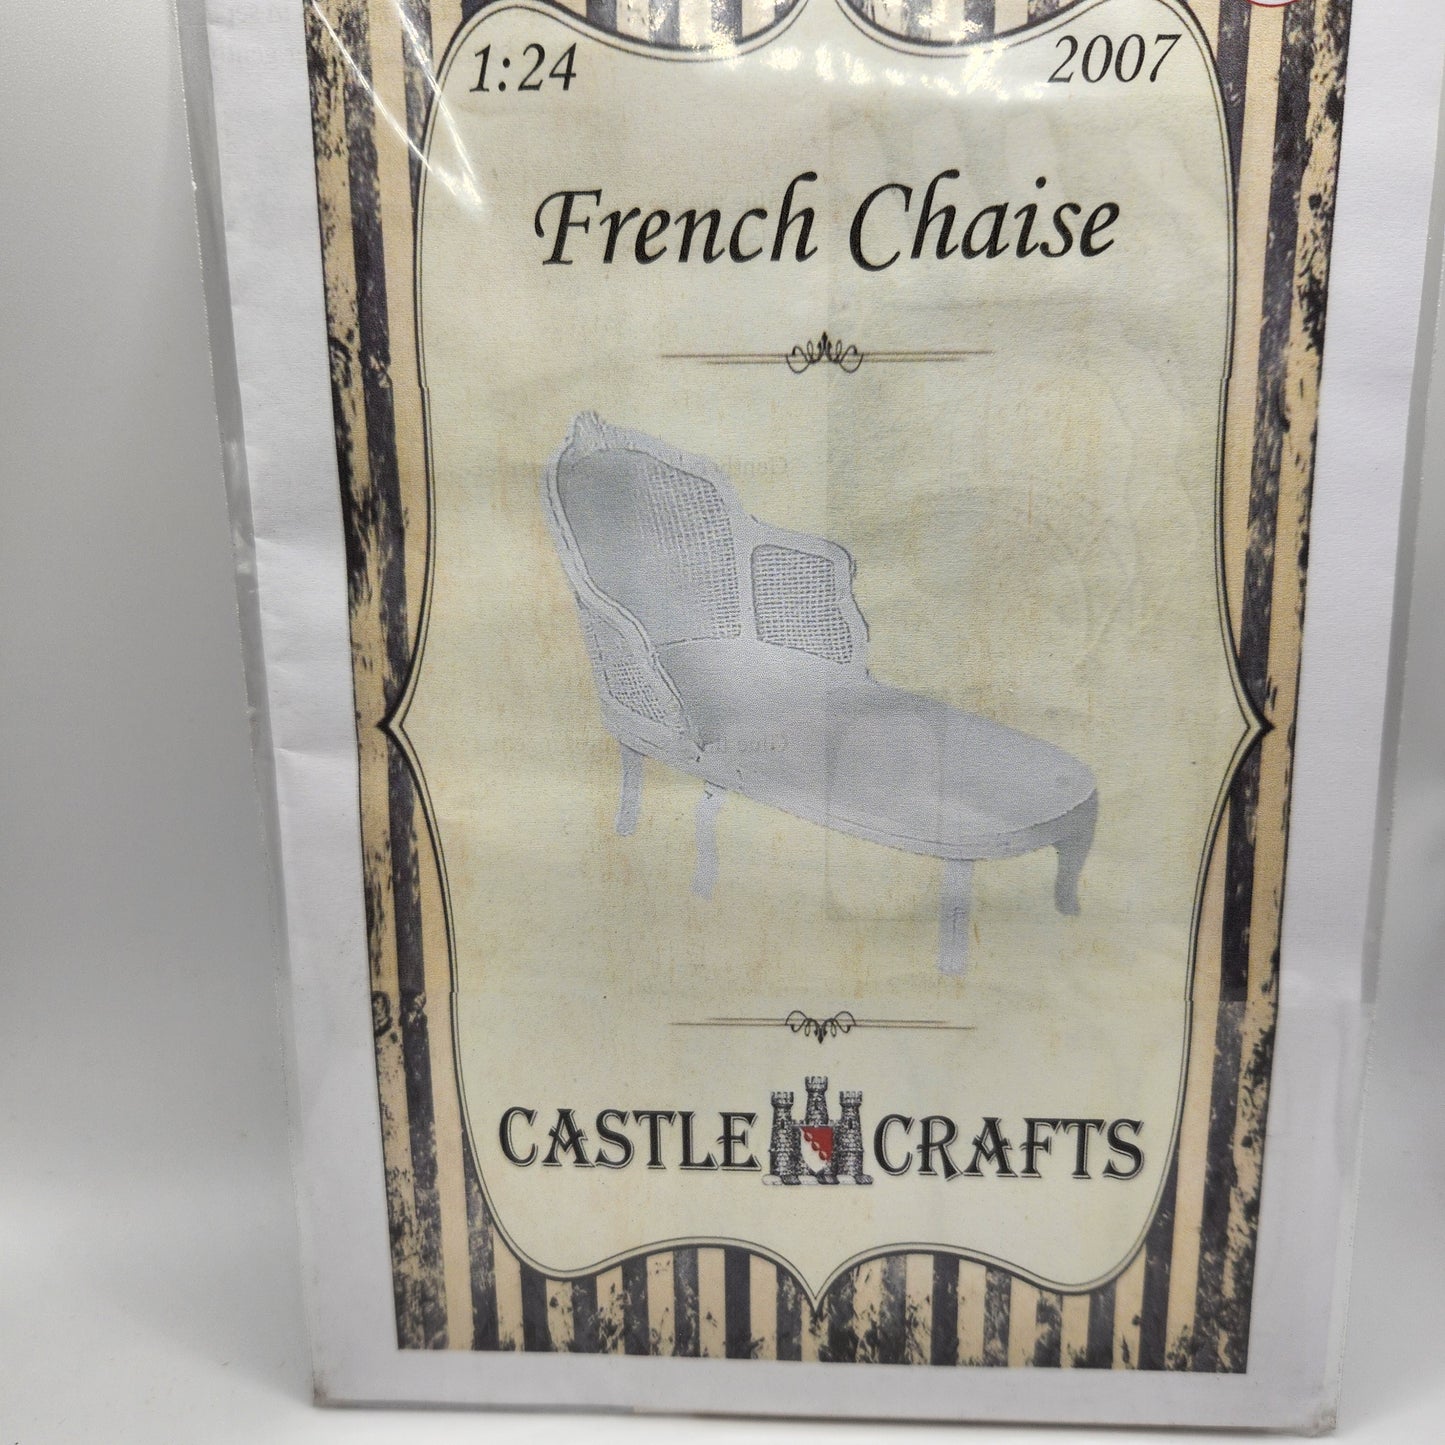 1:24 2007
French Chaise
CASTLE CRAFTS